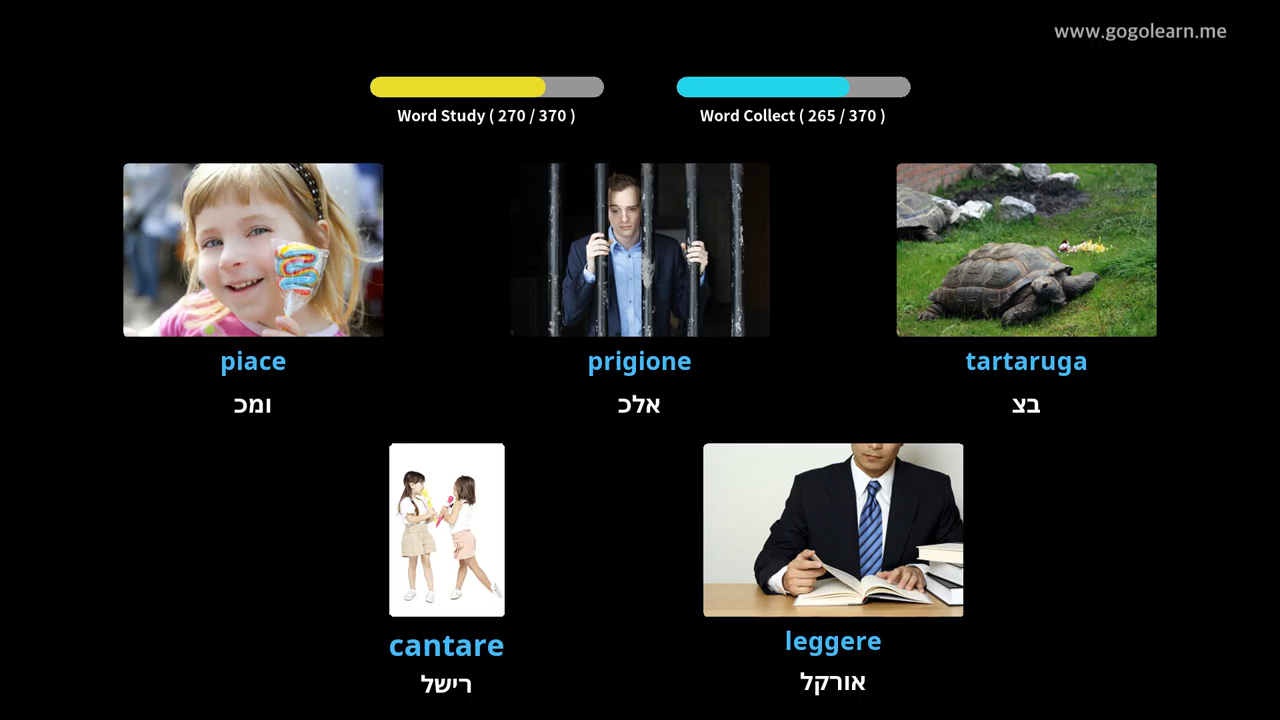 www.gogolearn.me
Word Study ( 270 / 370 )
Word Collect ( 265 / 370 )
piace
ומכ
prigione
אלכ
tartaruga
בצ
cantare
רישל
leggere
אורקל